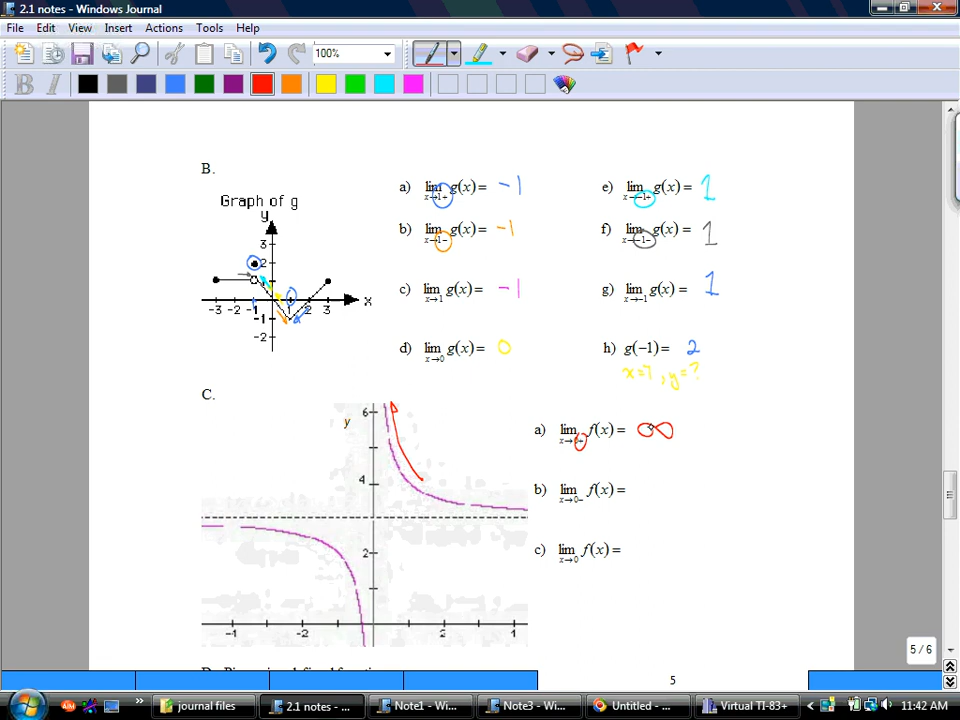 2.1 notes - Windows Journal
File Edit View Insert Actions Tools Help
100%
B I
B.
Graph of g
y
3
2
1
-3 -2 -1 1 2 3 x
-1
-2
a) lim x→1+ g(x) = -1
b) lim x→1- g(x) = -1
c) lim x→1 g(x) = -1
d) lim x→0 g(x) = 0
e) lim x→-1+ g(x) = 1
f) lim x→-1- g(x) = 1
g) lim x→-1 g(x) = 1
h) g(-1) = 2
x=7, y=?
C.
y
6
4
2
-1 -2 2 1
a) lim x→0+ f(x) = ∞
b) lim x→0- f(x) =
c) lim x→0 f(x) =
5
5 / 6
journal files
2.1 notes - ...
Note1 - Wi...
Note3 - Wi...
Untitled - ...
Virtual TI-83+
11:42 AM